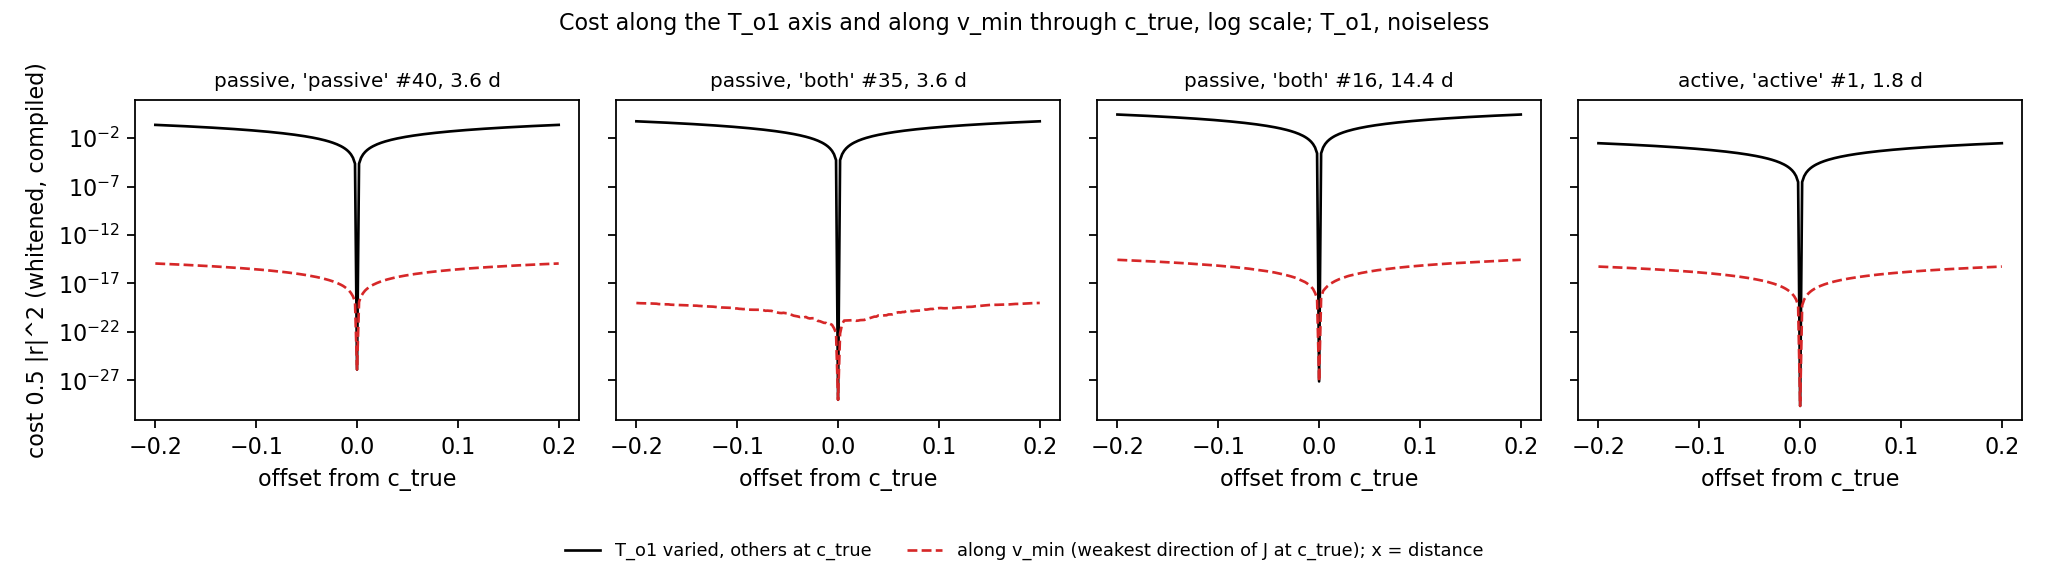 Cost along the T_o1 axis and along v_min through c_true, log scale; T_o1, noiseless
passive, 'passive' #40, 3.6 d
passive, 'both' #35, 3.6 d
passive, 'both' #16, 14.4 d
active, 'active' #1, 1.8 d
cost 0.5 |r|^2 (whitened, compiled)
10^{-2}
10^{-7}
10^{-12}
10^{-17}
10^{-22}
10^{-27}
−0.2 −0.1 0.0 0.1 0.2
−0.2 −0.1 0.0 0.1 0.2
−0.2 −0.1 0.0 0.1 0.2
−0.2 −0.1 0.0 0.1 0.2
offset from c_true
offset from c_true
offset from c_true
offset from c_true
T_o1 varied, others at c_true
along v_min (weakest direction of J at c_true); x = distance